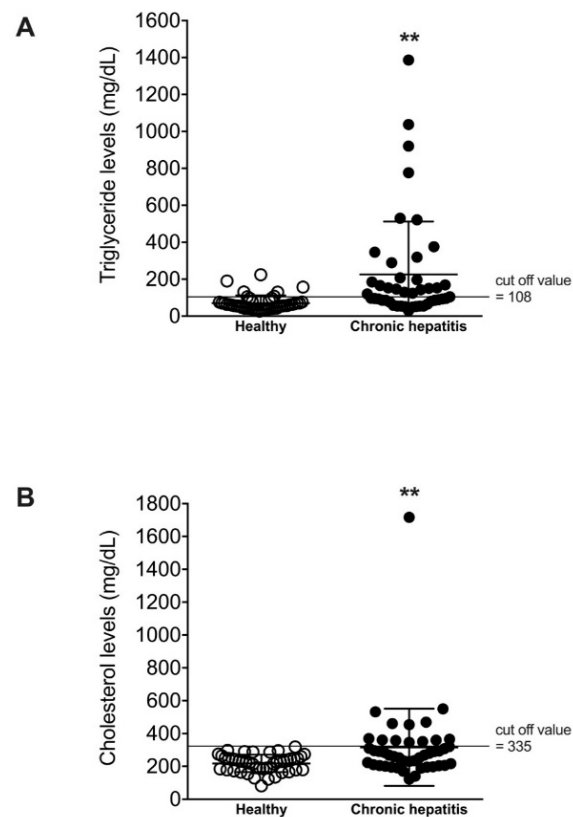 A
Triglyceride levels (mg/dL)
1600
1400
1200
1000
800
600
400
200
0
**
cut off value
= 108
Healthy
Chronic hepatitis
B
Cholesterol levels (mg/dL)
1800
1600
1400
1200
1000
800
600
400
200
0
**
cut off value
= 335
Healthy
Chronic hepatitis